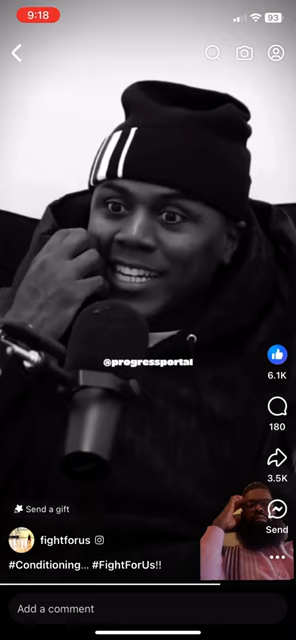 9:18
93
@progressportal
6.1K
180
3.5K
Send a gift
Send
fightforus
#Conditioning... #FightForUs!!
Add a comment